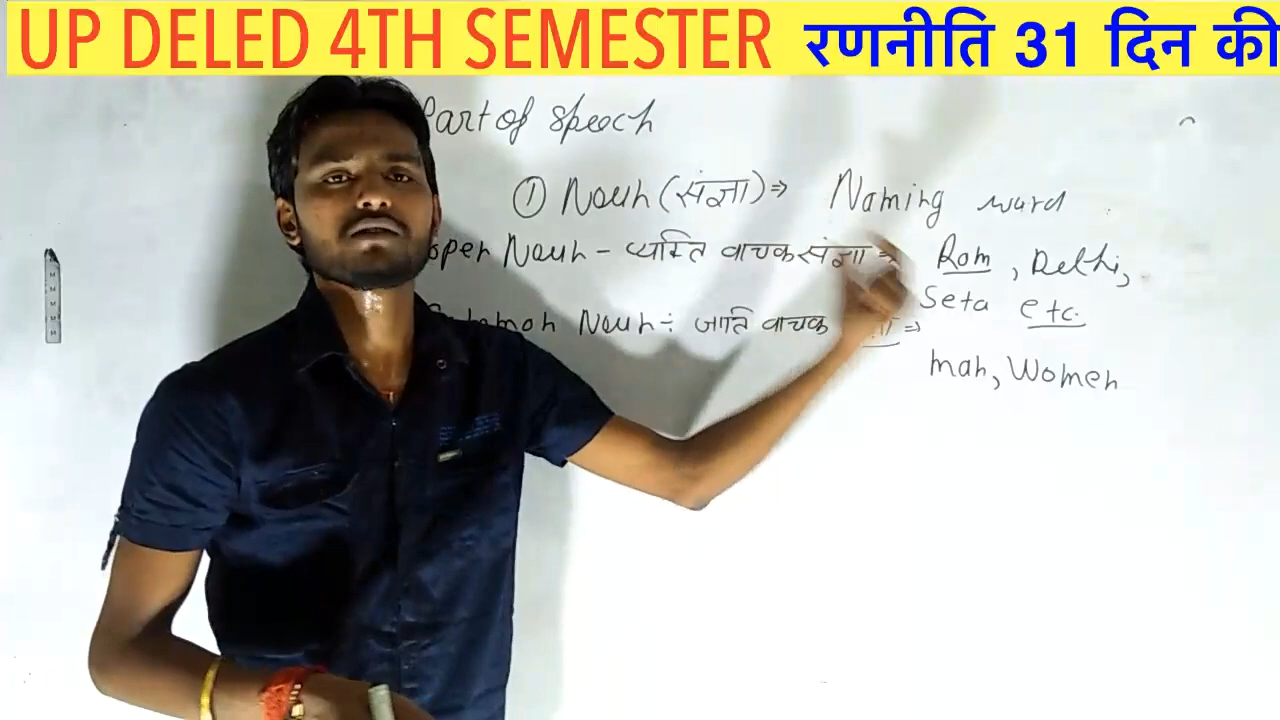 UP DELED 4TH SEMESTER रणनीति 31 दिन की
Part of speech
① Noun (संज्ञा) ⇒ Naming word
oper Noun - व्यक्ति वाचक संज्ञा ⇒ Ram, Delhi,
Seta etc.
Noun ÷ जाति वाचक ⇒
man, Women